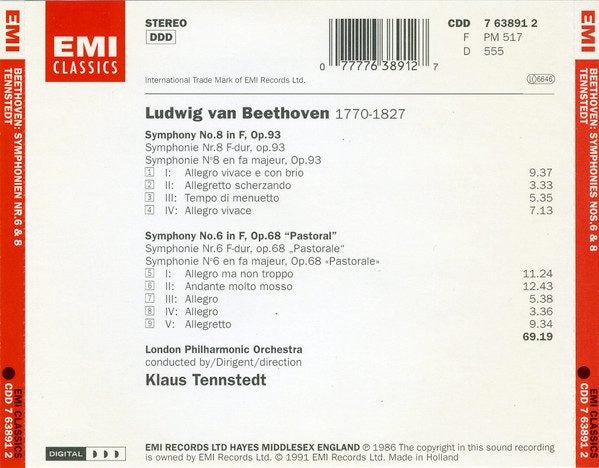 EMI
BEETHOVEN: SYMPHONIEN NR.6 & 8
TENNSTEDT
EMI CLASSICS
CDD 7 63891 2
EMI
CLASSICS
STEREO
DDD
International Trade Mark of EMI Records Ltd.
0 77776 38912 7
CDD 7 63891 2
F PM 517
D 555
LC 6646
Ludwig van Beethoven 1770-1827
Symphony No.8 in F, Op.93
Symphonie Nr.8 F-dur, op.93
Symphonie N°8 en fa majeur, Op.93
1 I: Allegro vivace e con brio 9.37
2 II: Allegretto scherzando 3.33
3 III: Tempo di menuetto 5.35
4 IV: Allegro vivace 7.13
Symphony No.6 in F, Op.68 “Pastoral”
Symphonie Nr.6 F-dur, op.68 „Pastorale“
Symphonie N°6 en fa majeur, Op.68 «Pastorale»
5 I: Allegro ma non troppo 11.24
6 II: Andante molto mosso 12.43
7 III: Allegro 5.38
8 IV: Allegro 3.36
9 V: Allegretto 9.34
69.19
London Philharmonic Orchestra
conducted by/Dirigent/direction
Klaus Tennstedt
DIGITAL D D D
EMI RECORDS LTD HAYES MIDDLESEX ENGLAND ℗ 1986 The copyright in this sound recording
is owned by EMI Records Ltd. © 1991 EMI Records Ltd. Made in Holland
EMI
BEETHOVEN: SYMPHONIES NOS.6 & 8
TENNSTEDT
EMI CLASSICS
CDD 7 63891 2